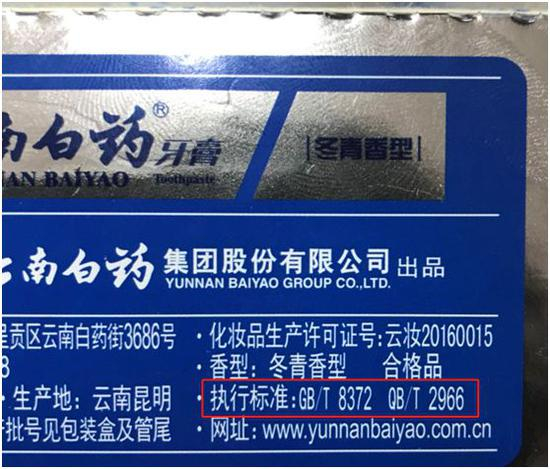 南白药®牙膏 |冬青香型|
NNAN BAIYAO Toothpaste
南白药 集团股份有限公司 出品
YUNNAN BAIYAO GROUP CO.,LTD.
贡区云南白药街3686号 ·化妆品生产许可证号:云妆20160015
8 ·香型:冬青香型 合格品
·生产地:云南昆明 ·执行标准:GB/T 8372 QB/T 2966
批号见包装盒及管尾 ·网址:www.yunnanbaiyao.com.cn